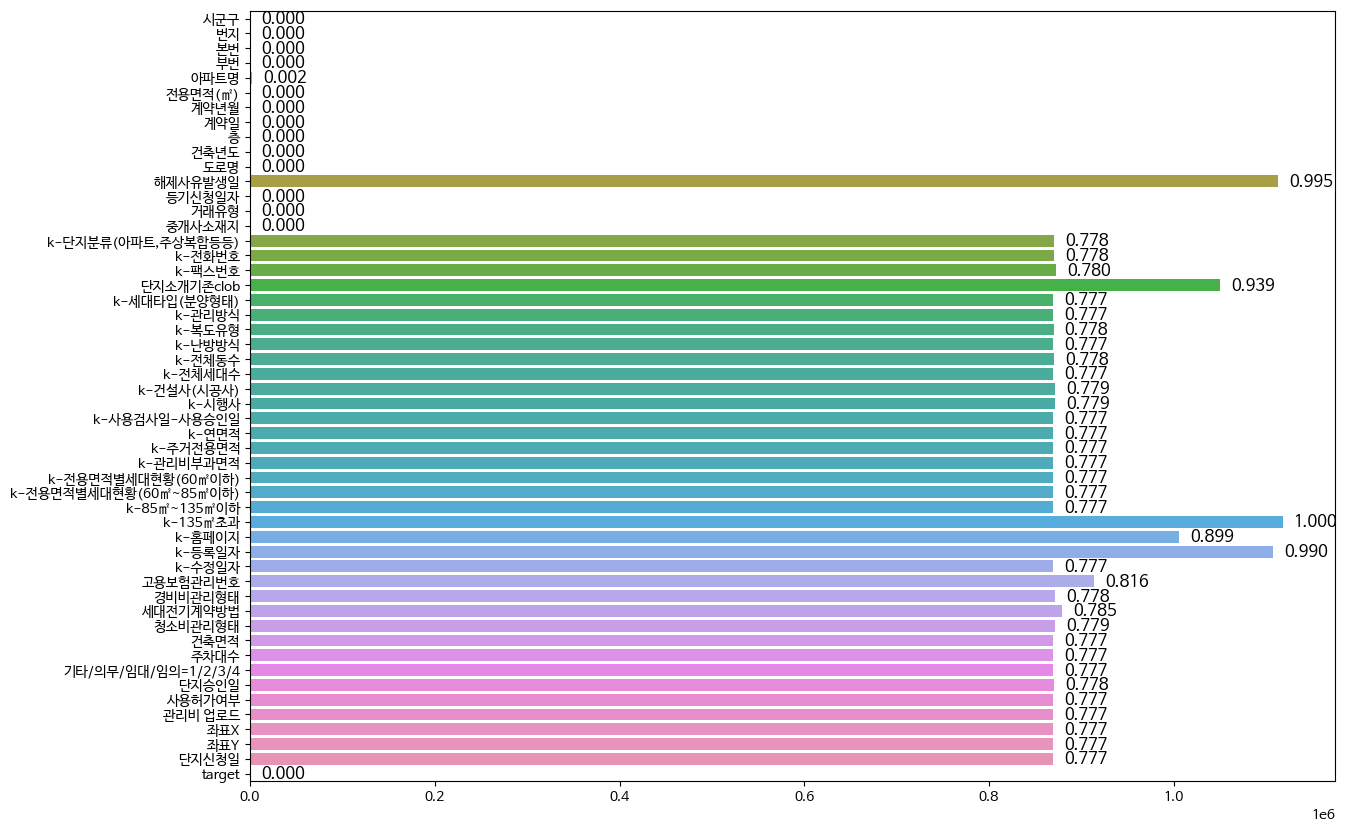 시군구 0.000
번지 0.000
본번 0.000
부번 0.000
아파트명 0.002
전용면적(㎡) 0.000
계약년월 0.000
계약일 0.000
층 0.000
건축년도 0.000
도로명 0.000
해제사유발생일 0.995
등기신청일자 0.000
거래유형 0.000
중개사소재지 0.000
k-단지분류(아파트,주상복합등등) 0.778
k-전화번호 0.778
k-팩스번호 0.780
단지소개기존clob 0.939
k-세대타입(분양형태) 0.777
k-관리방식 0.777
k-복도유형 0.778
k-난방방식 0.777
k-전체동수 0.778
k-전체세대수 0.777
k-건설사(시공사) 0.779
k-시행사 0.779
k-사용검사일-사용승인일 0.777
k-연면적 0.777
k-주거전용면적 0.777
k-관리비부과면적 0.777
k-전용면적별세대현황(60㎡이하) 0.777
k-전용면적별세대현황(60㎡~85㎡이하) 0.777
k-85㎡~135㎡이하 0.777
k-135㎡초과 1.000
k-홈페이지 0.899
k-등록일자 0.990
k-수정일자 0.777
고용보험관리번호 0.816
경비비관리형태 0.778
세대전기계약방법 0.785
청소비관리형태 0.779
건축면적 0.777
주차대수 0.777
기타/의무/임대/임의=1/2/3/4 0.777
단지승인일 0.778
사용허가여부 0.777
관리비 업로드 0.777
좌표X 0.777
좌표Y 0.777
단지신청일 0.777
target 0.000
0.0 0.2 0.4 0.6 0.8 1.0
1e6